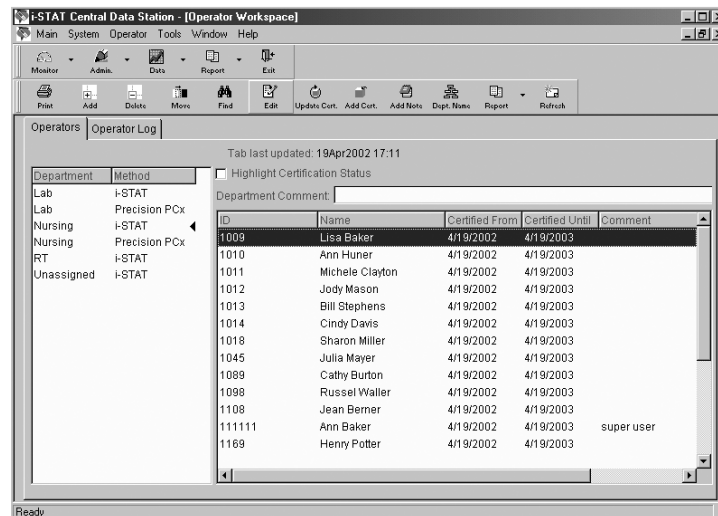 i-STAT Central Data Station - [Operator Workspace]
Main System Operator Tools Window Help
Monitor Admin. Data Report Exit
Print Add Delete Move Find Edit Update Cert. Add Cert. Add Note Dept. Name Report Refresh
Operators Operator Log
Tab last updated: 19Apr2002 17:11
Highlight Certification Status
Department Comment:
Department Method
Lab i-STAT
Lab Precision PCx
Nursing i-STAT
Nursing Precision PCx
RT i-STAT
Unassigned i-STAT
ID Name Certified From Certified Until Comment
1009 Lisa Baker 4/19/2002 4/19/2003
1010 Ann Huner 4/19/2002 4/19/2003
1011 Michele Clayton 4/19/2002 4/19/2003
1012 Jody Mason 4/19/2002 4/19/2003
1013 Bill Stephens 4/19/2002 4/19/2003
1014 Cindy Davis 4/19/2002 4/19/2003
1018 Sharon Miller 4/19/2002 4/19/2003
1045 Julia Mayer 4/19/2002 4/19/2003
1089 Cathy Burton 4/19/2002 4/19/2003
1098 Russel Waller 4/19/2002 4/19/2003
1108 Jean Berner 4/19/2002 4/19/2003
111111 Ann Baker 4/19/2002 4/19/2003 super user
1169 Henry Potter 4/19/2002 4/19/2003
Ready